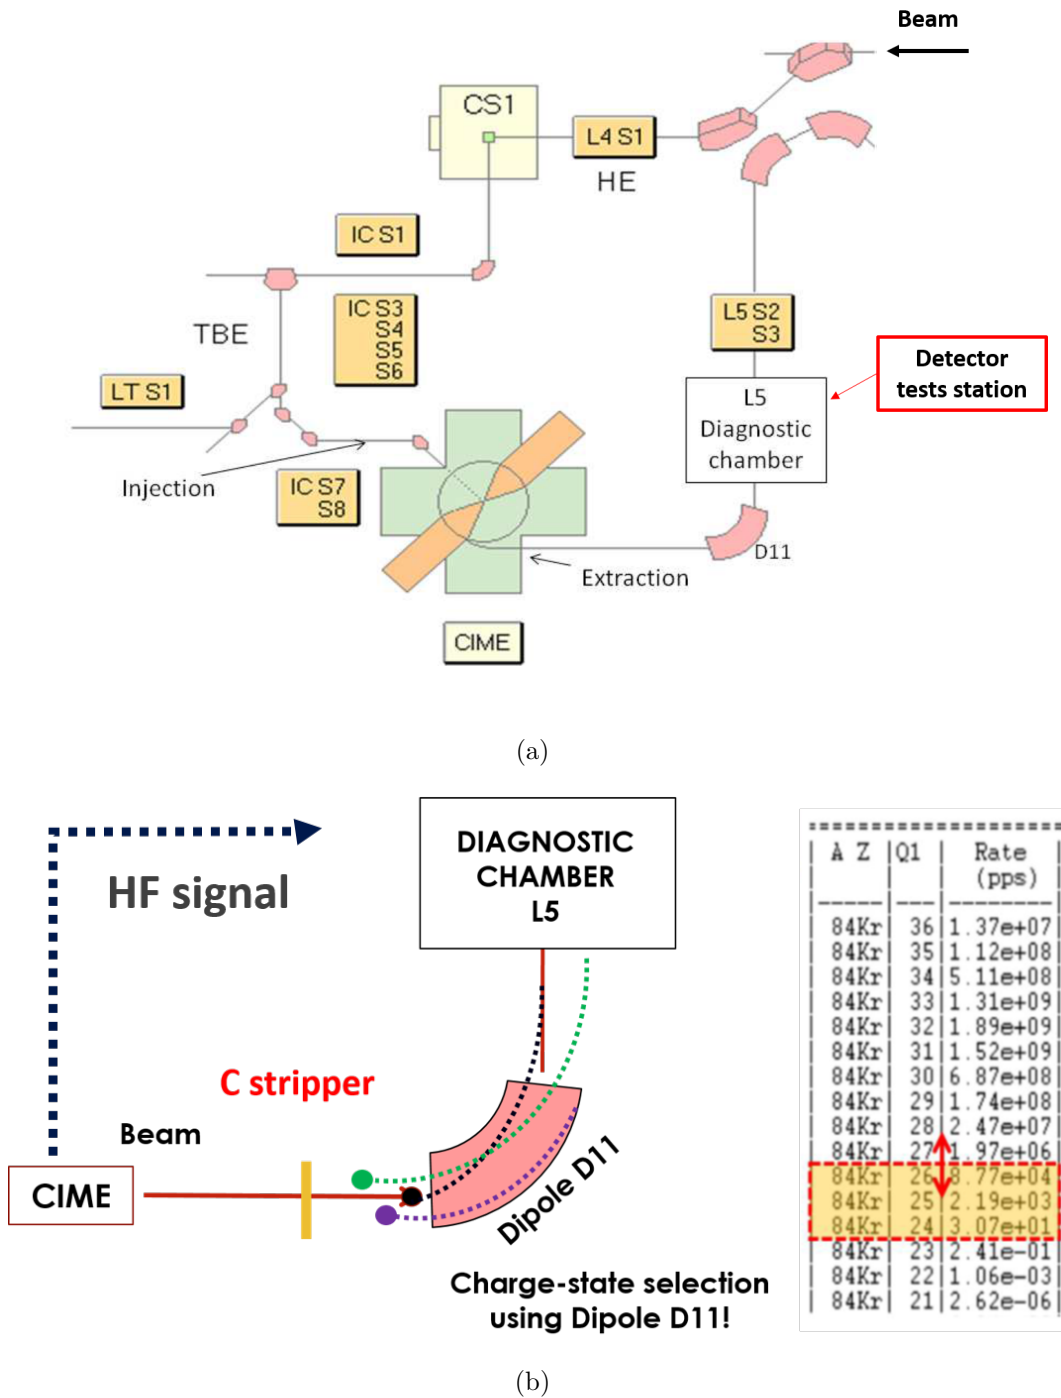 Beam
CS1
L4 S1
HE
IC S1
IC S3
S4
S5
S6
TBE
L5 S2
S3
Detector
tests station
LT S1
L5
Diagnostic
chamber
Injection
IC S7
S8
D11
Extraction
CIME
(a)
HF signal
DIAGNOSTIC
CHAMBER
L5
C stripper
Beam
CIME
Dipole D11
Charge-state selection
using Dipole D11!
==================
| A Z |Q1| Rate |
| | | (pps) |
|-----|---|--------|
| 84Kr| 36|1.37e+07|
| 84Kr| 35|1.12e+08|
| 84Kr| 34|5.11e+08|
| 84Kr| 33|1.31e+09|
| 84Kr| 32|1.89e+09|
| 84Kr| 31|1.52e+09|
| 84Kr| 30|6.87e+08|
| 84Kr| 29|1.74e+08|
| 84Kr| 28|2.47e+07|
| 84Kr| 27|1.97e+06|
| 84Kr| 26|8.77e+04|
| 84Kr| 25|2.19e+03|
| 84Kr| 24|3.07e+01|
| 84Kr| 23|2.41e-01|
| 84Kr| 22|1.06e-03|
| 84Kr| 21|2.62e-06|
(b)